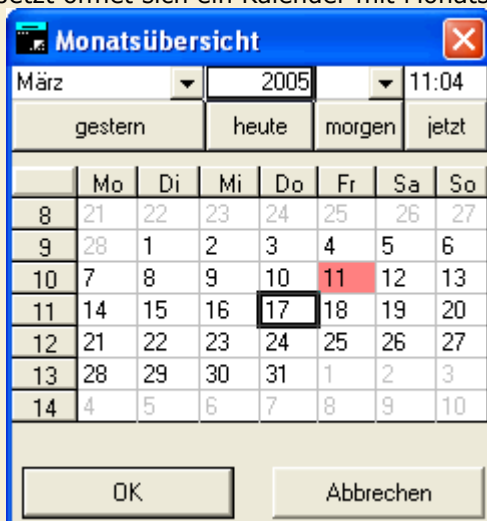 jetzt öffnet sich ein Kalender mit Monats
Monatsübersicht
März 2005 11:04
gestern heute morgen jetzt
Mo Di Mi Do Fr Sa So
8 21 22 23 24 25 26 27
9 28 1 2 3 4 5 6
10 7 8 9 10 11 12 13
11 14 15 16 17 18 19 20
12 21 22 23 24 25 26 27
13 28 29 30 31 1 2 3
14 4 5 6 7 8 9 10
OK Abbrechen